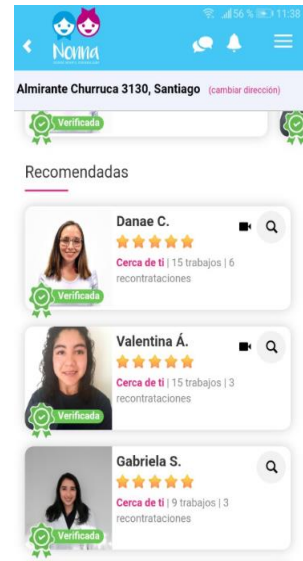 56 % 11:38
Nonna
Almirante Churruca 3130, Santiago (cambiar dirección)
Verificada
Recomendadas
Danae C.
Cerca de ti | 15 trabajos | 6
recontrataciones
Verificada
Valentina Á.
Cerca de ti | 15 trabajos | 3
recontrataciones
Verificada
Gabriela S.
Cerca de ti | 9 trabajos | 3
recontrataciones
Verificada